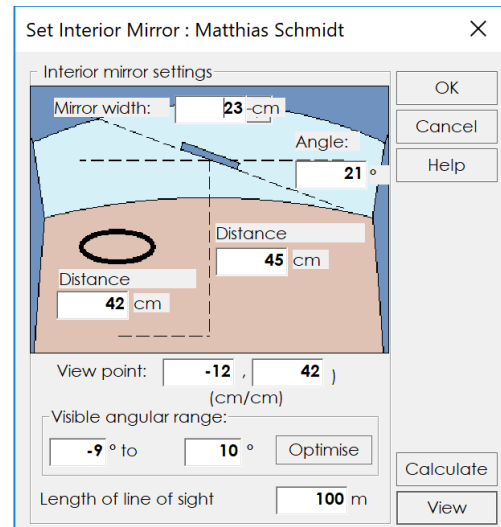 Set Interior Mirror : Matthias Schmidt
Interior mirror settings
OK
Mirror width: 23 cm
Cancel
Angle:
21 °
Help
Distance
45 cm
Distance
42 cm
View point: -12 , 42 )
(cm/cm)
Visible angular range:
-9 ° to 10 ° Optimise
Calculate
Length of line of sight 100 m
View